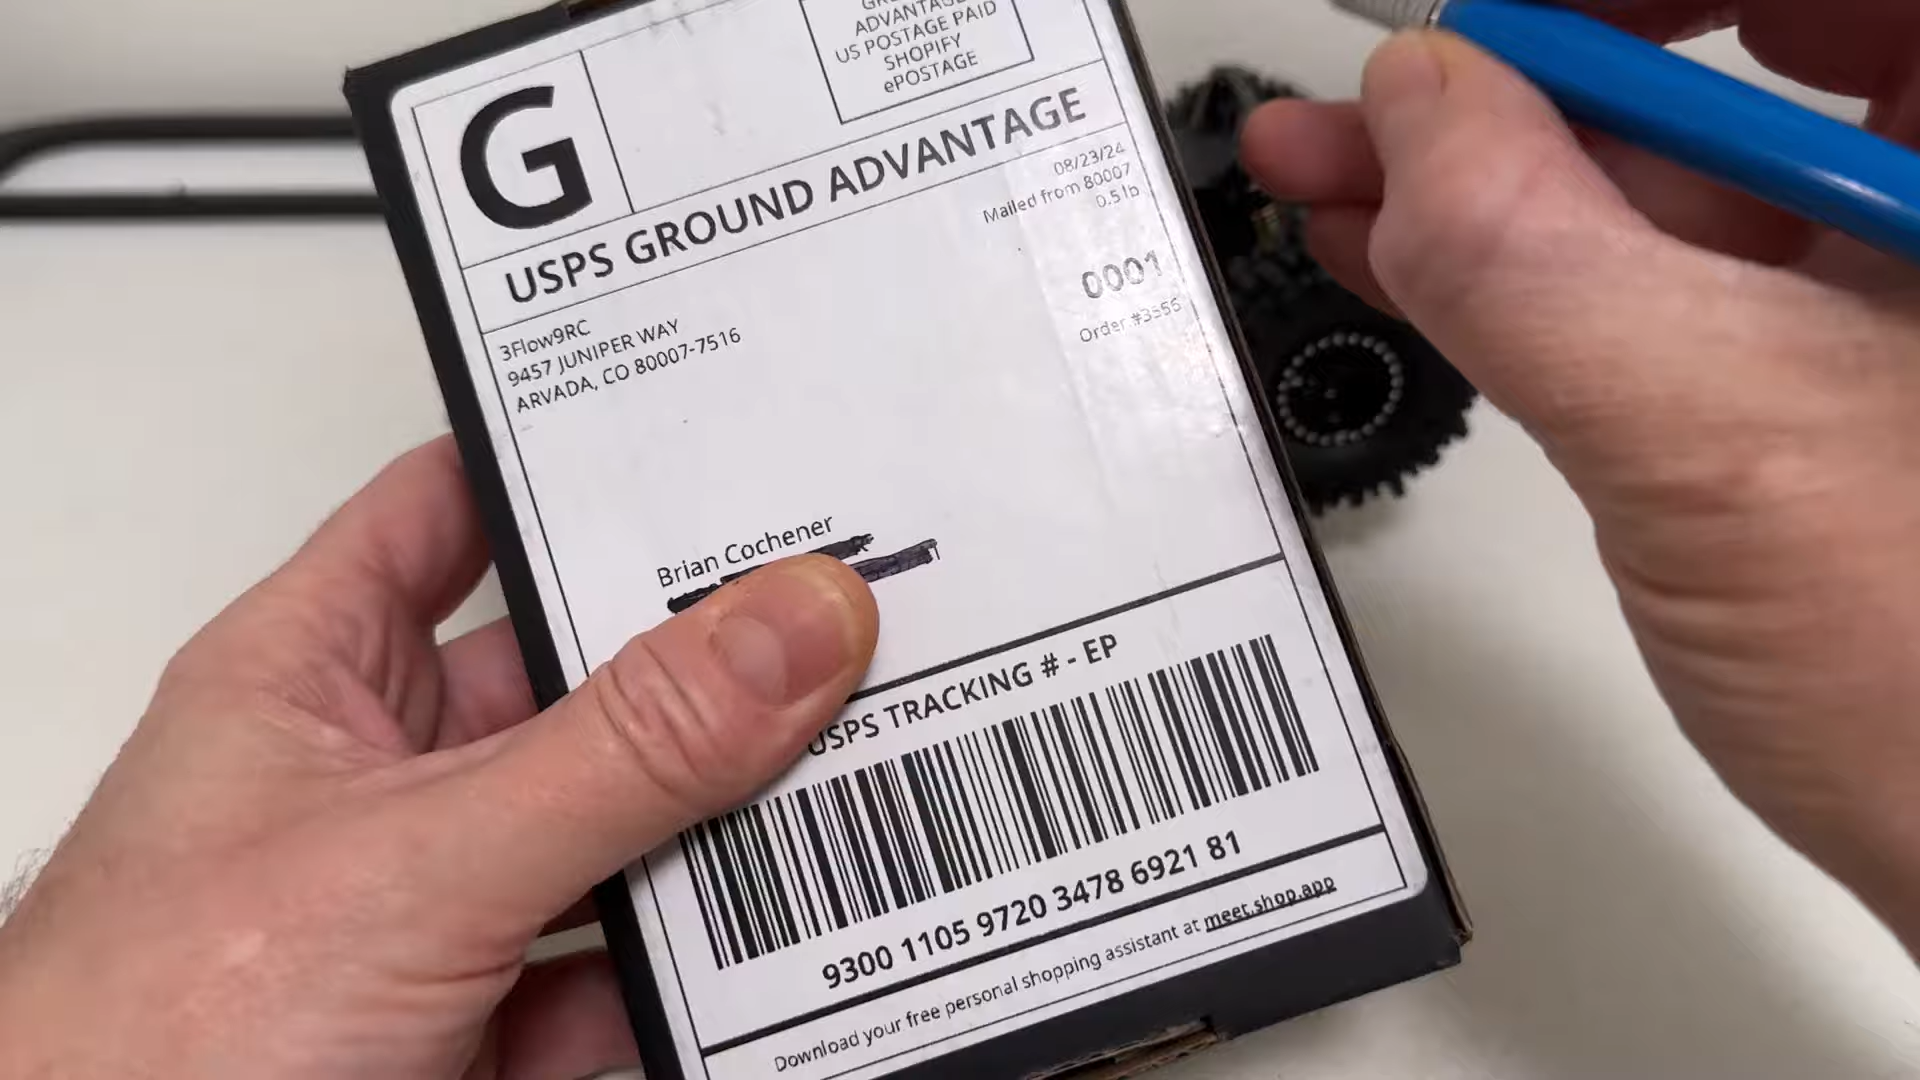 G
ADVANTAGE
US POSTAGE PAID
SHOPIFY
ePOSTAGE
USPS GROUND ADVANTAGE
08/23/24
Mailed from 80007
0.5 lb
0001
Order #3556
3Flow9RC
9457 JUNIPER WAY
ARVADA, CO 80007-7516
Brian Cochener
USPS TRACKING # - EP
9300 1105 9720 3478 6921 81
Download your free personal shopping assistant at meet.shop.app